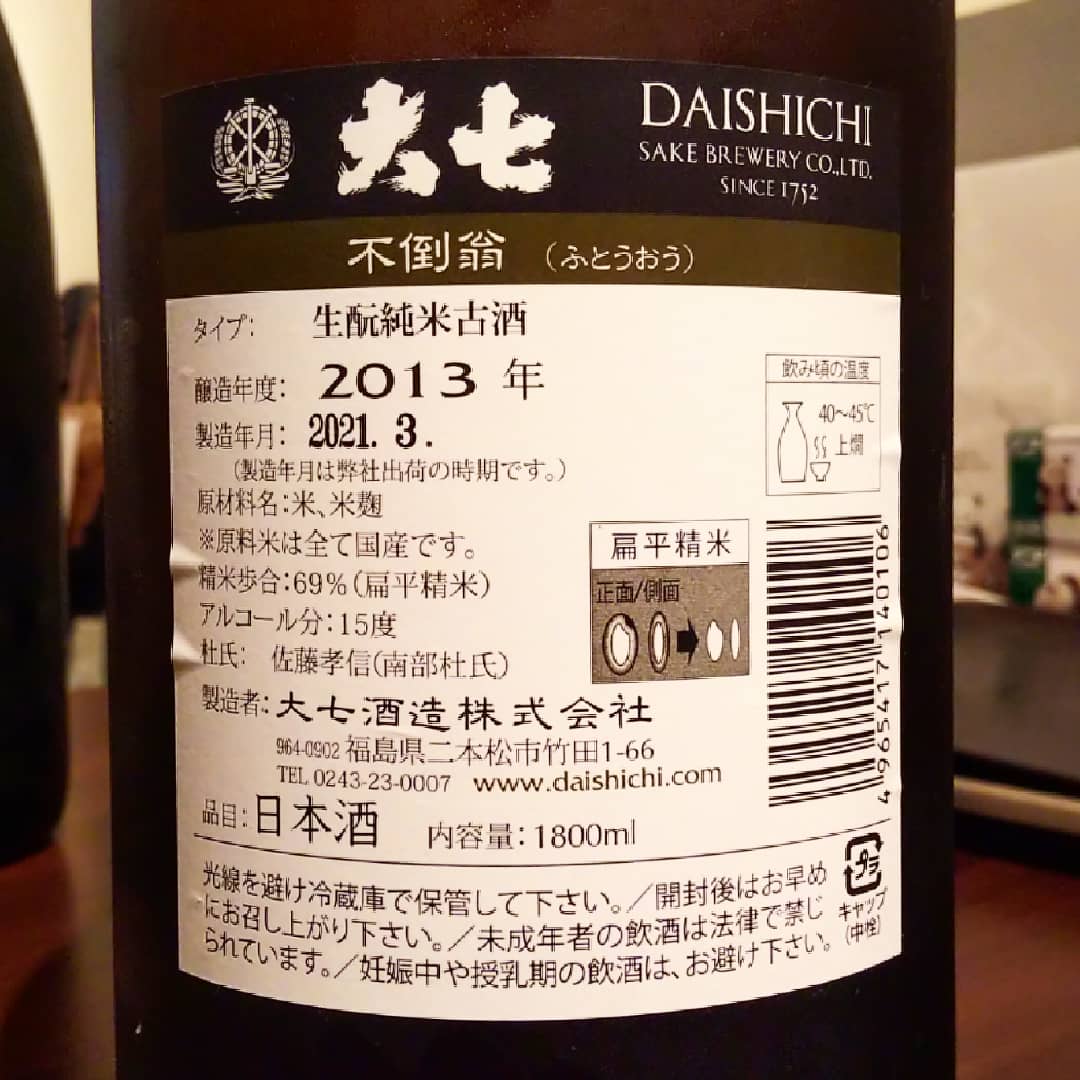 大七
DAISHICHI
SAKE BREWERY CO.,LTD.
SINCE 1752
不倒翁 (ふとうおう)
タイプ: 生酛純米古酒
醸造年度: 2013 年
製造年月: 2021. 3.
(製造年月は弊社出荷の時期です。)
原材料名:米、米麹
※原料米は全て国産です。
精米歩合:69%(扁平精米)
アルコール分:15度
杜氏: 佐藤孝信(南部杜氏)
製造者:大七酒造株式会社
964-0902 福島県二本松市竹田1-66
TEL 0243-23-0007 www.daishichi.com
品目:日本酒 内容量:1800ml
飲み頃の温度
40~45℃
上燗
扁平精米
正面/側面
4965417140106
光線を避け冷蔵庫で保管して下さい。/開封後はお早め
にお召し上がり下さい。/未成年者の飲酒は法律で禁じ
られています。/妊娠中や授乳期の飲酒は、お避け下さい。
プラ
キャップ
(中栓)